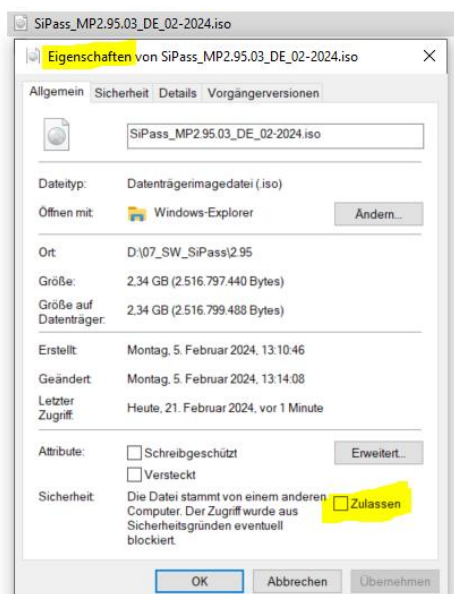 SiPass_MP2.95.03_DE_02-2024.iso
Eigenschaften von SiPass_MP2.95.03_DE_02-2024.iso
Allgemein Sicherheit Details Vorgängerversionen
SiPass_MP2.95.03_DE_02-2024.iso
Dateityp: Datenträgerimagedatei (.iso)
Öffnen mit: Windows-Explorer Ändern...
Ort: D:\07_SW_SiPass\2.95
Größe: 2,34 GB (2.516.797.440 Bytes)
Größe auf
Datenträger: 2,34 GB (2.516.799.488 Bytes)
Erstellt: Montag, 5. Februar 2024, 13:10:46
Geändert: Montag, 5. Februar 2024, 13:14:08
Letzter
Zugriff: Heute, 21. Februar 2024, vor 1 Minute
Attribute: Schreibgeschützt Erweitert...
Versteckt
Sicherheit: Die Datei stammt von einem anderen Zulassen
Computer. Der Zugriff wurde aus
Sicherheitsgründen eventuell
blockiert.
OK Abbrechen Übernehmen